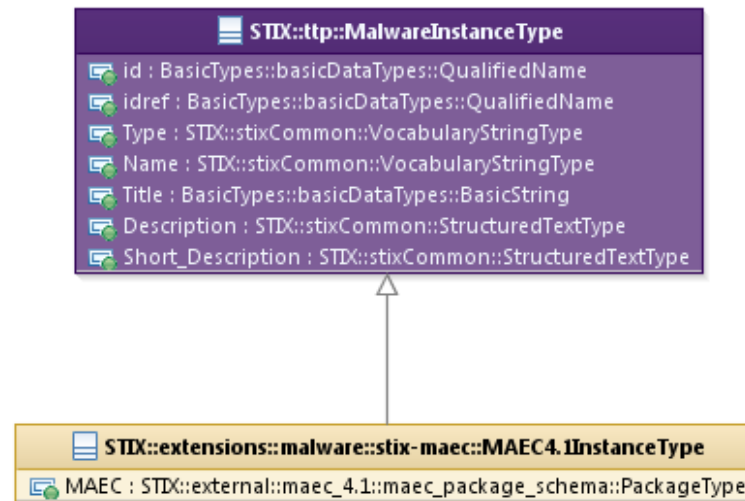 STIX::ttp::MalwareInstanceType
id : BasicTypes::basicDataTypes::QualifiedName
idref : BasicTypes::basicDataTypes::QualifiedName
Type : STIX::stixCommon::VocabularyStringType
Name : STIX::stixCommon::VocabularyStringType
Title : BasicTypes::basicDataTypes::BasicString
Description : STIX::stixCommon::StructuredTextType
Short_Description : STIX::stixCommon::StructuredTextType
STIX::extensions::malware::stix-maec::MAEC4.1InstanceType
MAEC : STIX::external::maec_4.1::maec_package_schema::PackageType